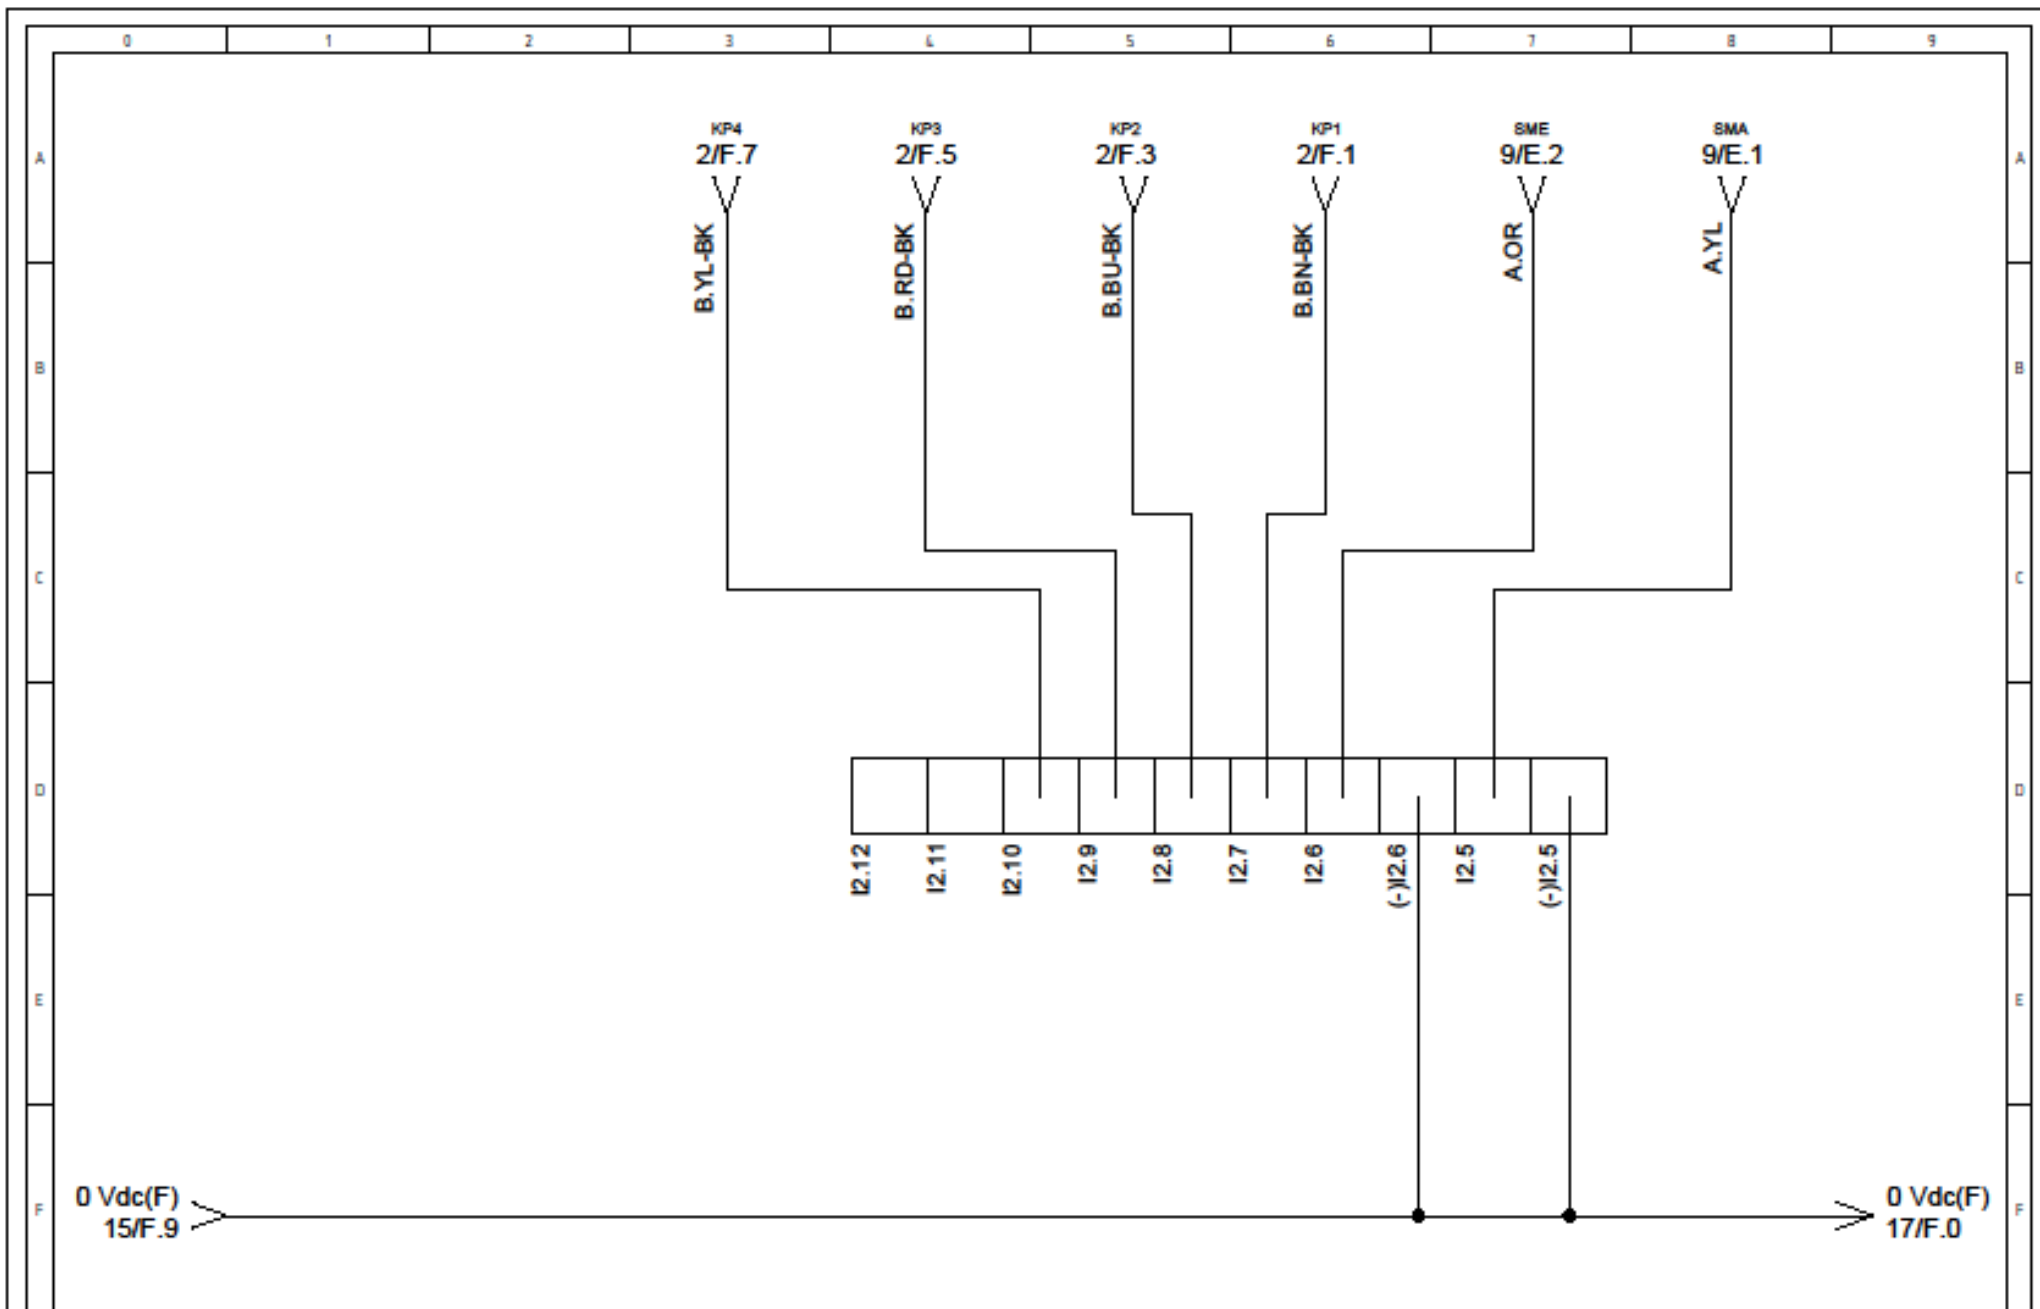 0 1 2 3 4 5 6 7 8 9
KP4 KP3 KP2 KP1 SME SMA
A 2/F.7 2/F.5 2/F.3 2/F.1 9/E.2 9/E.1 A
B.YL-BK B.RD-BK B.BU-BK B.BN-BK A.OR A.YL
B B
C C
D D
I2.12 I2.11 I2.10 I2.9 I2.8 I2.7 I2.6 (-)I2.6 I2.5 (-)I2.5
E E
0 Vdc(F) 0 Vdc(F)
F F
15/F.9 17/F.0